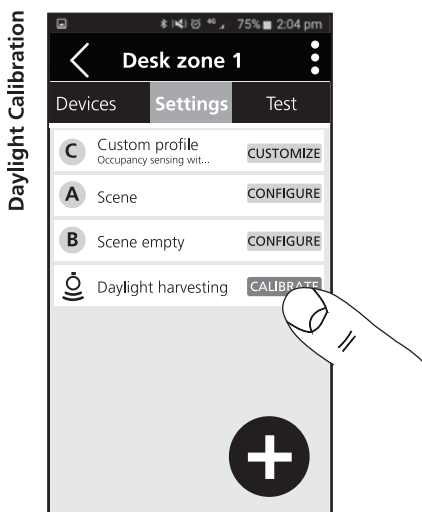 Daylight Calibration
75% 2:04 pm
Desk zone 1
Devices Settings Test
C Custom profile CUSTOMIZE
Occupancy sensing wit...
A Scene CONFIGURE
B Scene empty CONFIGURE
Daylight harvesting CALIBRATE